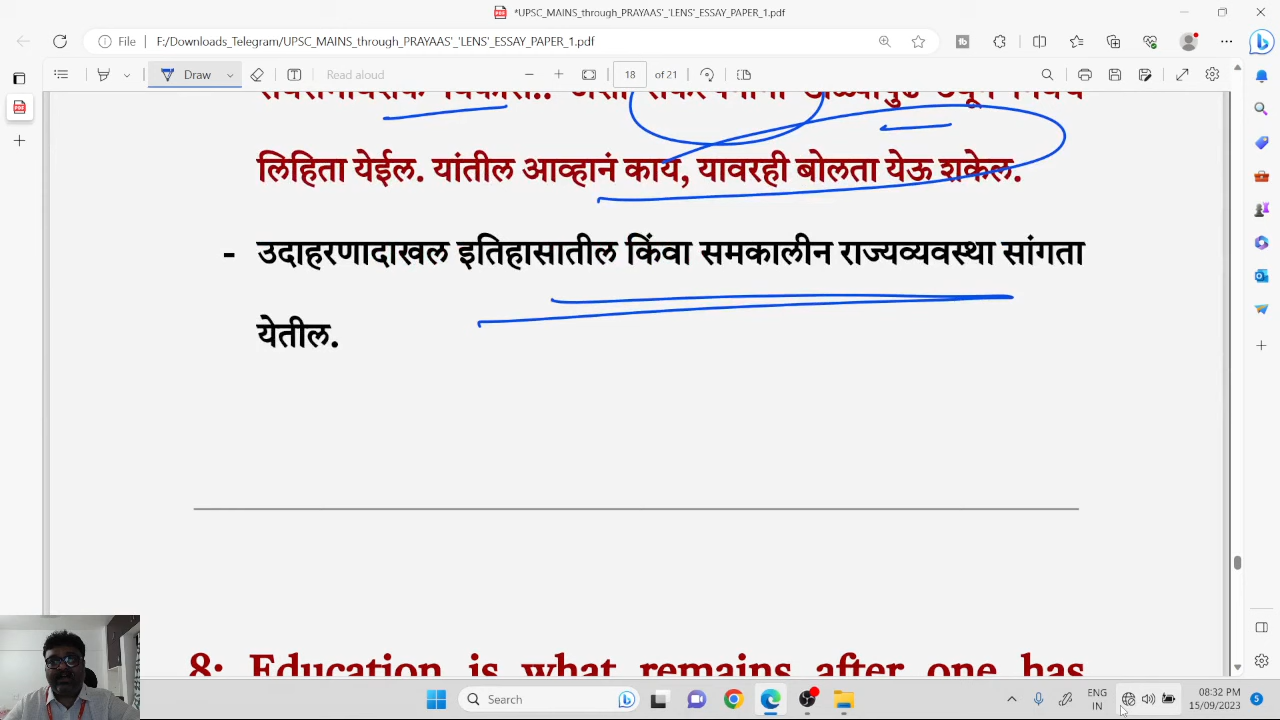 *UPSC_MAINS_through_PRAYAAS'_'LENS'_ESSAY_PAPER_1.pdf
File F:/Downloads_Telegram/UPSC_MAINS_through_PRAYAAS'_'LENS'_ESSAY_PAPER_1.pdf
Draw Read aloud 18 of 21
लिहिता येईल. यांतील आव्हानं काय, यावरही बोलता येऊ शकेल.
- उदाहरणादाखल इतिहासातील किंवा समकालीन राज्यव्यवस्था सांगता
येतील.
8: Education is what remains after one has
Search ENG 08:32 PM
IN 15/09/2023 5